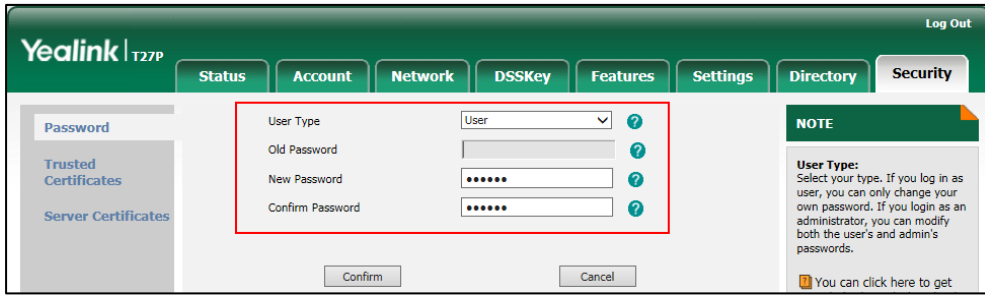 Log Out
Yealink T27P
Status Account Network DSSKey Features Settings Directory Security
Password
Trusted
Certificates
Server Certificates
User Type User ?
Old Password ?
New Password •••••• ?
Confirm Password •••••• ?
Confirm Cancel
NOTE
User Type:
Select your type. If you log in as
user, you can only change your
own password. If you login as an
administrator, you can modify
both the user's and admin's
passwords.
? You can click here to get